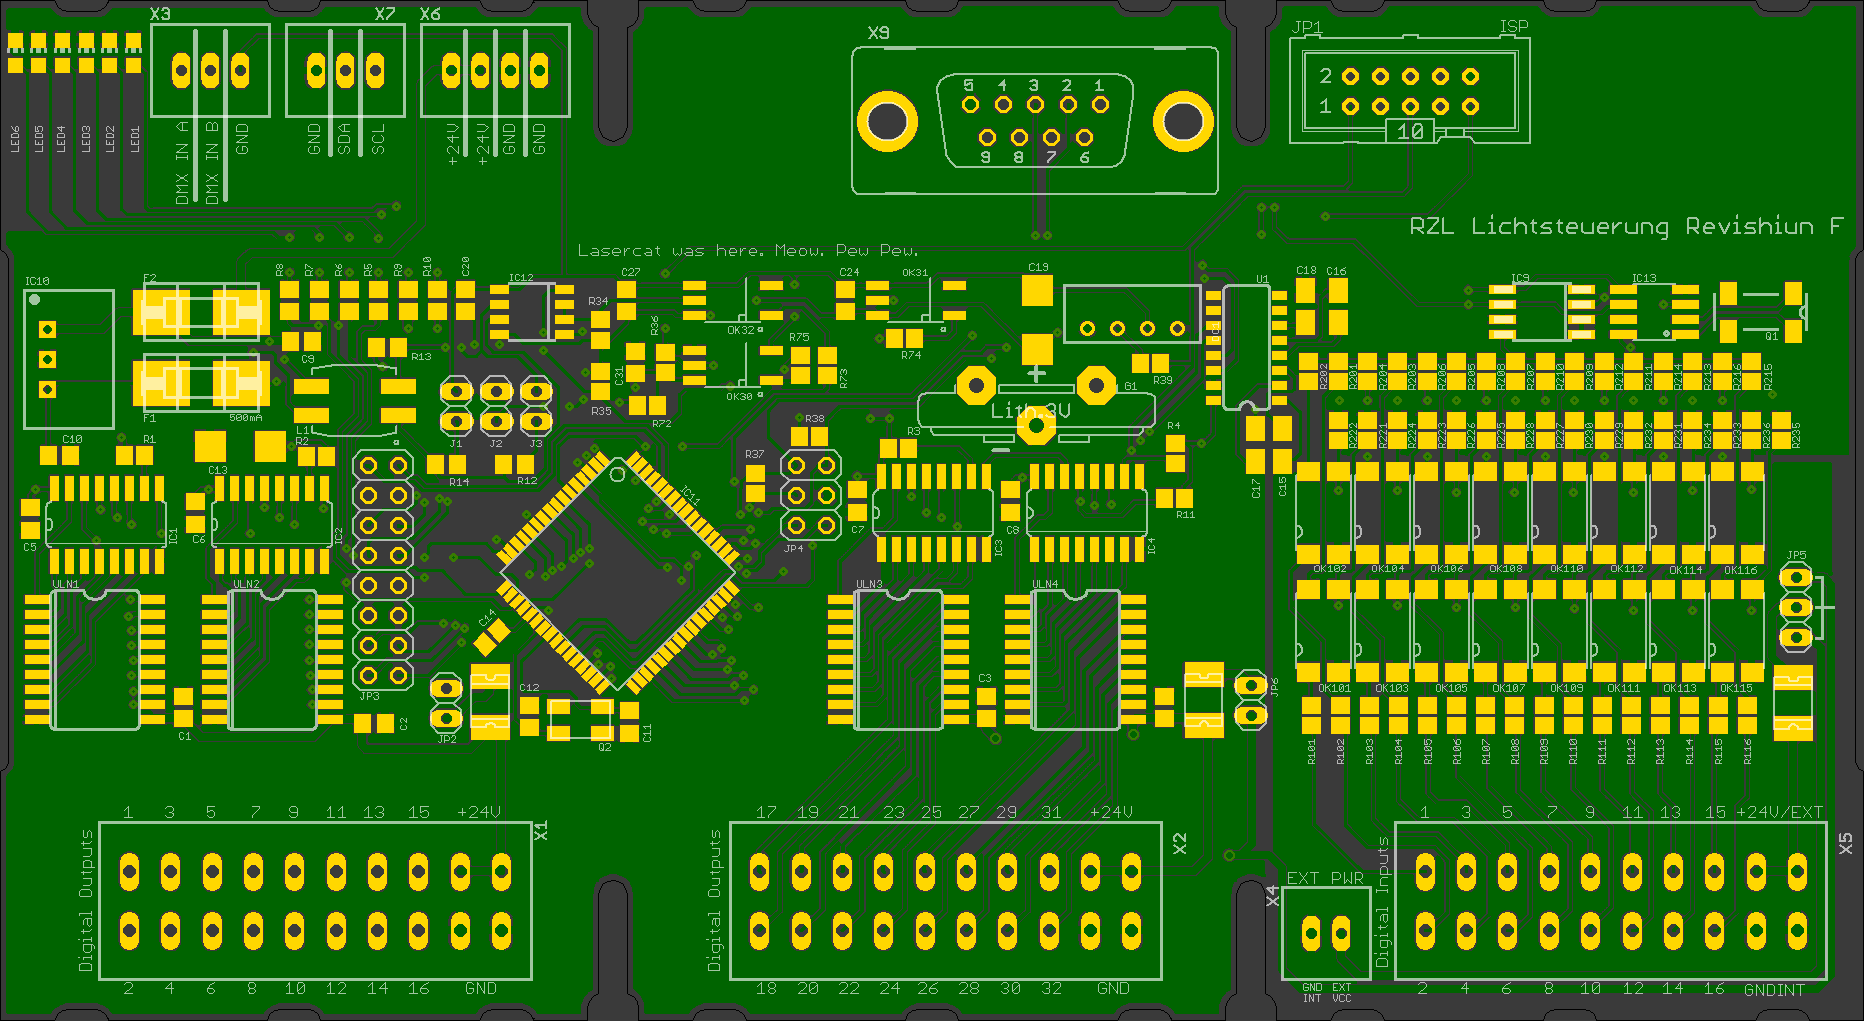 X3
X7
X6
X9
JP1
ISP
5 4 3 2 1
9 8 7 6
2
1
10
LED6
LED5
LED4
LED3
LED2
LED1
DMX IN A
DMX IN B
GND
GND
SDA
SCL
+24V
+24V
GND
GND
RZL Lichtsteuerung Revishiun F
Lasercat was here. Meow. Pew Pew.
IC10
F2
R8
R7
R6
R5
R9
R10
C20
IC12
C27
R34
R36
OK32
C24
OK31
C19
U1
C18
C16
IC9
IC13
Q1
C9
R13
R75
R74
R39
C31
R35
OK30
R73
R72
F1
500mA
L1
J1
J2
J3
G1
Lith.3V
R202
R201
R204
R203
R206
R205
R208
R207
R210
R209
R212
R211
R214
R213
R216
R215
R222
R221
R224
R223
R226
R225
R228
R227
R230
R229
R232
R231
R234
R233
R236
R235
C10
R1
C13
R2
R14
R12
IC11
R37
R38
R3
R4
R11
C17
C15
C5
IC1
C6
IC2
JP4
C7
IC3
C8
IC4
OK102
OK104
OK106
OK108
OK110
OK112
OK114
OK116
JP5
ULN1
ULN2
C14
ULN3
ULN4
OK101
OK103
OK105
OK107
OK109
OK111
OK113
OK115
C1
JP3
C2
JP2
C12
Q2
C11
C3
JP6
R101
R102
R103
R104
R105
R106
R107
R108
R109
R110
R111
R112
R113
R114
R115
R116
1 3 5 7 9 11 13 15 +24V
X1
Digital Outputs
2 4 6 8 10 12 14 16 GND
17 19 21 23 25 27 29 31 +24V
X2
Digital Outputs
18 20 22 24 26 28 30 32 GND
X4
EXT PWR
GND INT
EXT VCC
1 3 5 7 9 11 13 15 +24V/EXT
X5
Digital Inputs
2 4 6 8 10 12 14 16 GNDINT